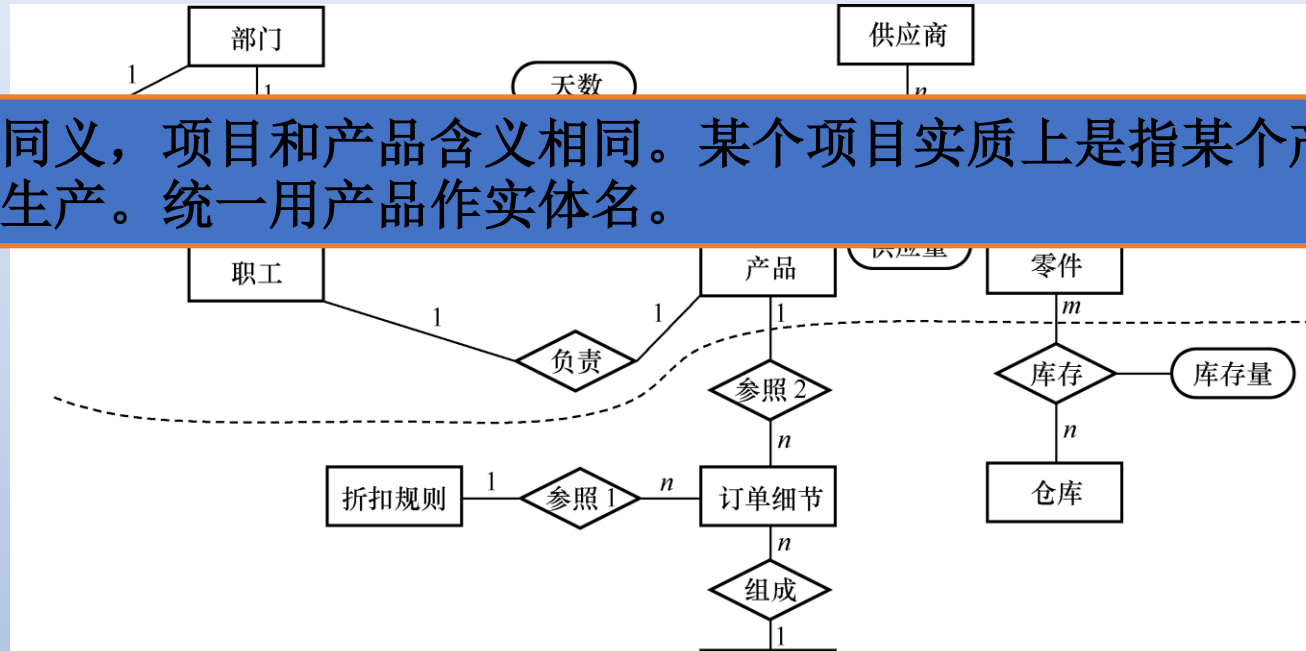 部门
供应商
1
1
天数
n
同义，项目和产品含义相同。某个项目实质上是指某个
生产。统一用产品作实体名。
职工
产品
零件
1
1
1
m
负责
库存
库存量
参照2
n
n
折扣规则
1
参照1
n
订单细节
仓库
n
组成
1